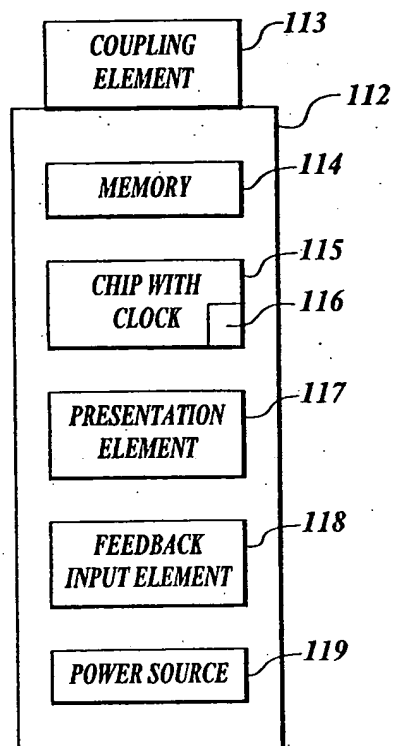 COUPLING
ELEMENT
113
112
MEMORY
114
CHIP WITH
CLOCK
115
116
PRESENTATION
ELEMENT
117
FEEDBACK
INPUT ELEMENT
118
POWER SOURCE
119